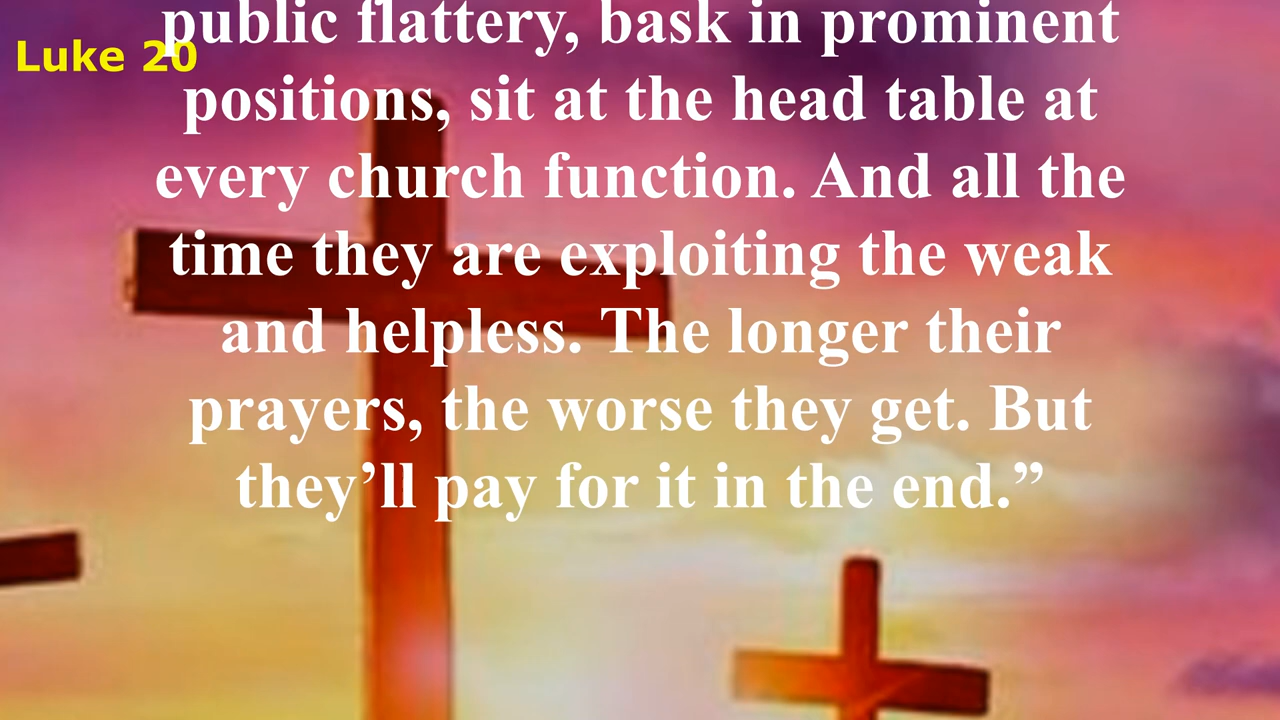 public flattery, bask in prominent
Luke 20
positions, sit at the head table at
every church function. And all the
time they are exploiting the weak
and helpless. The longer their
prayers, the worse they get. But
they’ll pay for it in the end.”